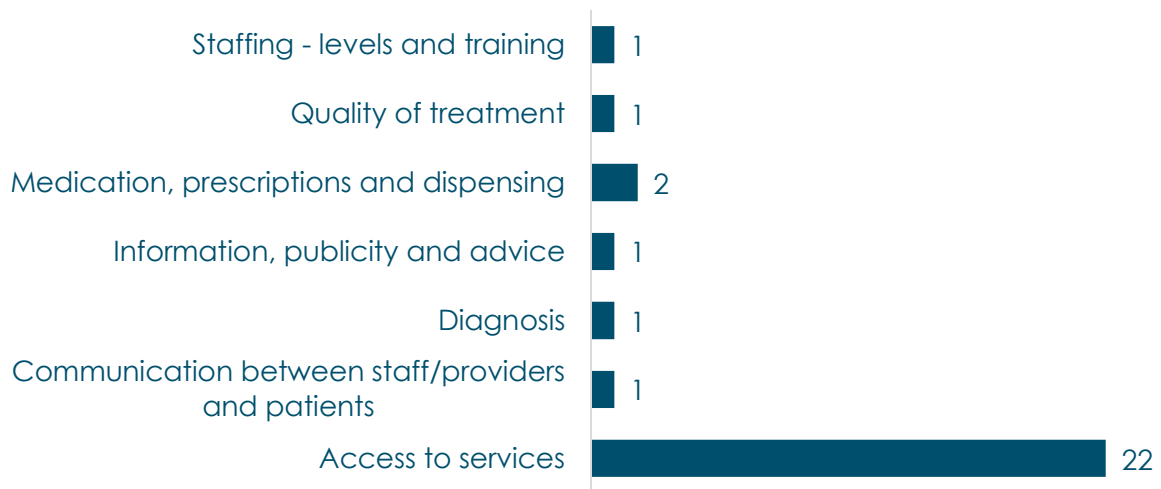 Staffing - levels and training 1
Quality of treatment 1
Medication, prescriptions and dispensing 2
Information, publicity and advice 1
Diagnosis 1
Communication between staff/providers
and patients 1
Access to services 22